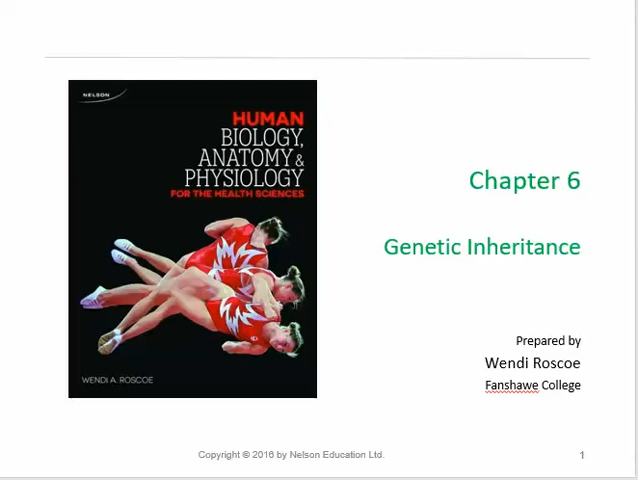 NELSON
HUMAN
BIOLOGY,
ANATOMY &
PHYSIOLOGY
FOR THE HEALTH SCIENCES
WENDI A. ROSCOE
Chapter 6
Genetic Inheritance
Prepared by
Wendi Roscoe
Fanshawe College
Copyright © 2016 by Nelson Education Ltd.
1